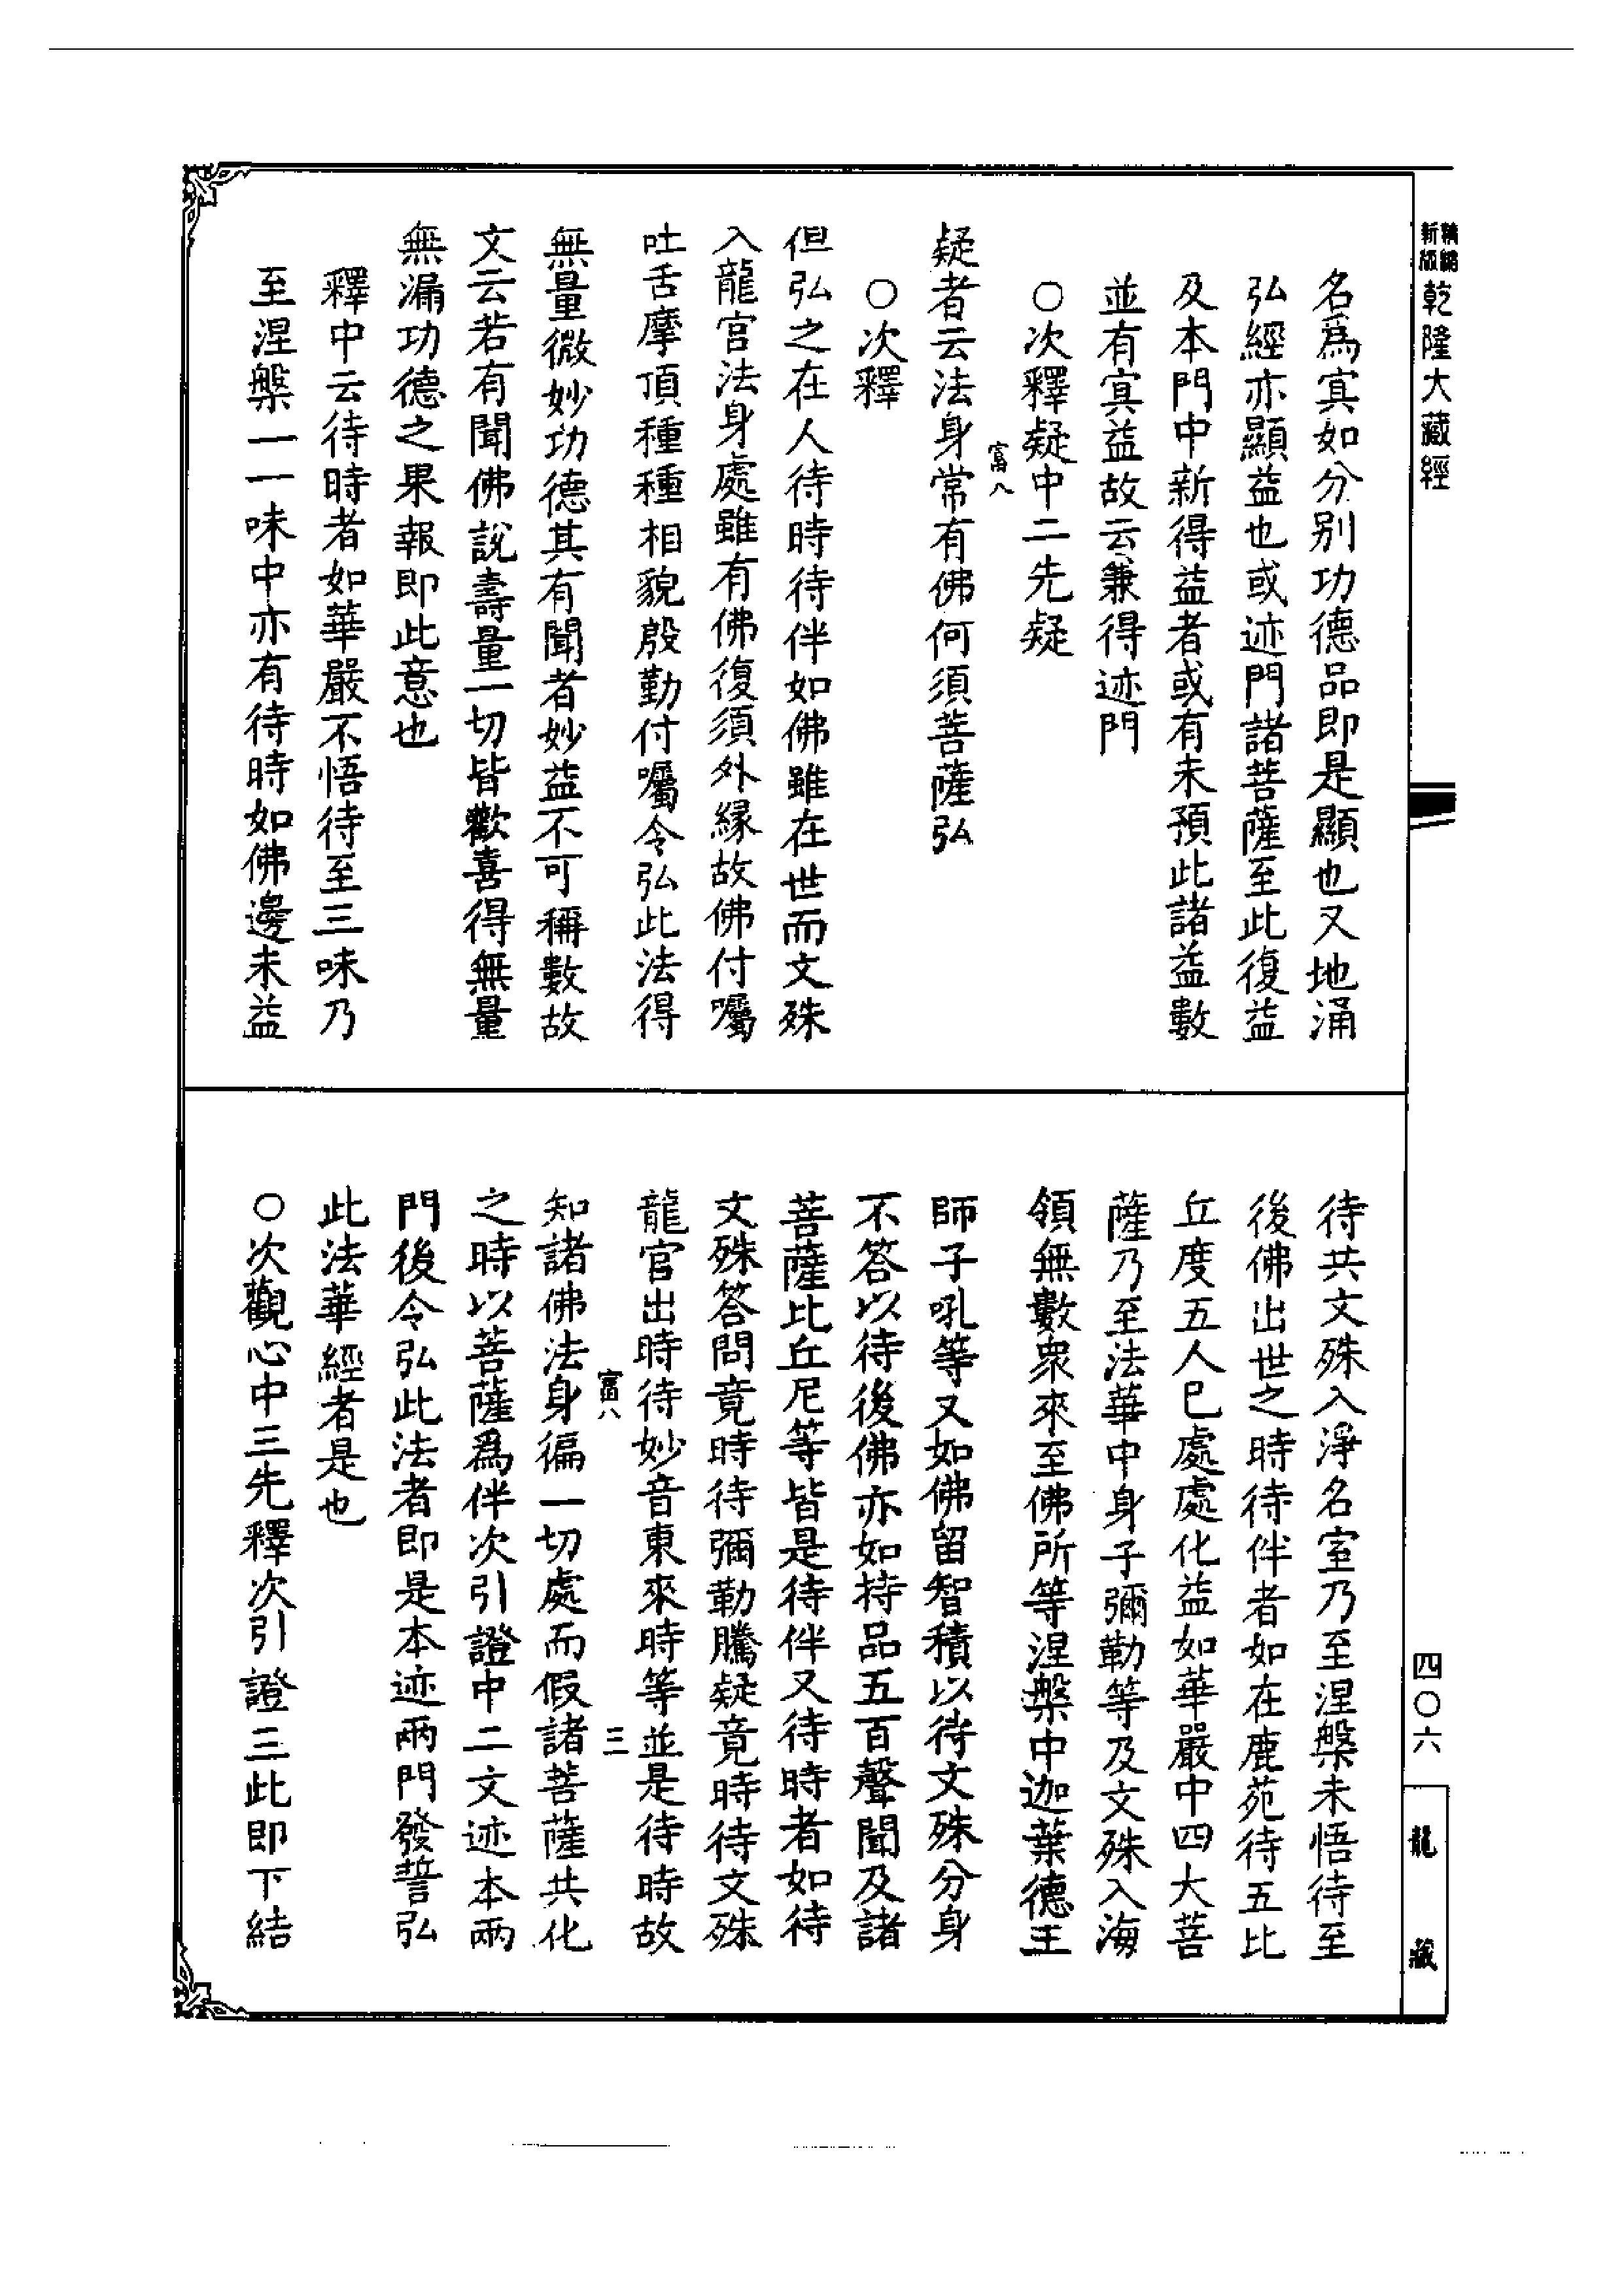 新版精縮乾隆大藏經
名爲㝠如分别功德品即是顯也又地涌
弘經亦顯益也或迹門諸菩薩至此復益
及本門中新得益者或有未預此諸益數
並有㝠益故云兼得迹門
○次釋疑中二先疑
富八
疑者云法身常有佛何須菩薩弘
○次釋
但弘之在人待時待伴如佛雖在世而文殊
入龍宮法身處雖有佛復須外緣故佛付囑
吐舌摩頂種種相貌殷勤付囑令弘此法得
無量微妙功德其有聞者妙益不可稱數故
文云若有聞佛說壽量一切皆歡喜得無量
無漏功德之果報即此意也
釋中云待時者如華嚴不悟待至三味乃
至涅槃一一味中亦有待時如佛邊未益
待共文殊入淨名室乃至涅槃未悟待至
後佛出世之時待伴者如在鹿苑待五比
丘度五人已處處化益如華嚴中四大菩
薩乃至法華中身子彌勒等及文殊入海
領無數衆來至佛所等涅槃中迦葉德王
師子吼等又如佛留智積以待文殊分身
不答以待後佛亦如持品五百聲聞及諸
菩薩比丘尼等皆是待伴又待時者如待
文殊答問竟時待彌勒騰疑竟時待文殊
龍宮出時待妙音東來時等並是待時故
富八
三
知諸佛法身徧一切處而假諸菩薩共化
之時以菩薩爲伴次引證中二文迹本兩
門後令弘此法者即是本迹兩門發誓弘
此法華經者是也
○次觀心中三先釋次引證三此即下結
四〇六
龍藏